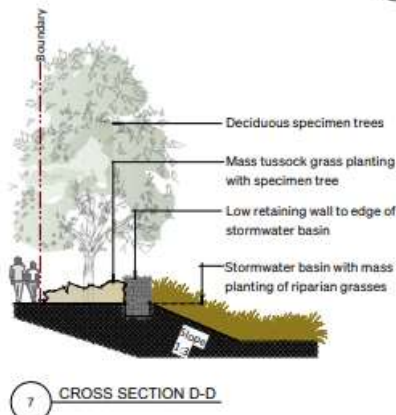 Boundary
Deciduous specimen trees
Mass tussock grass planting
with specimen tree
Low retaining wall to edge of
stormwater basin
Stormwater basin with mass
planting of riparian grasses
Slope
1:3
7 CROSS SECTION D-D